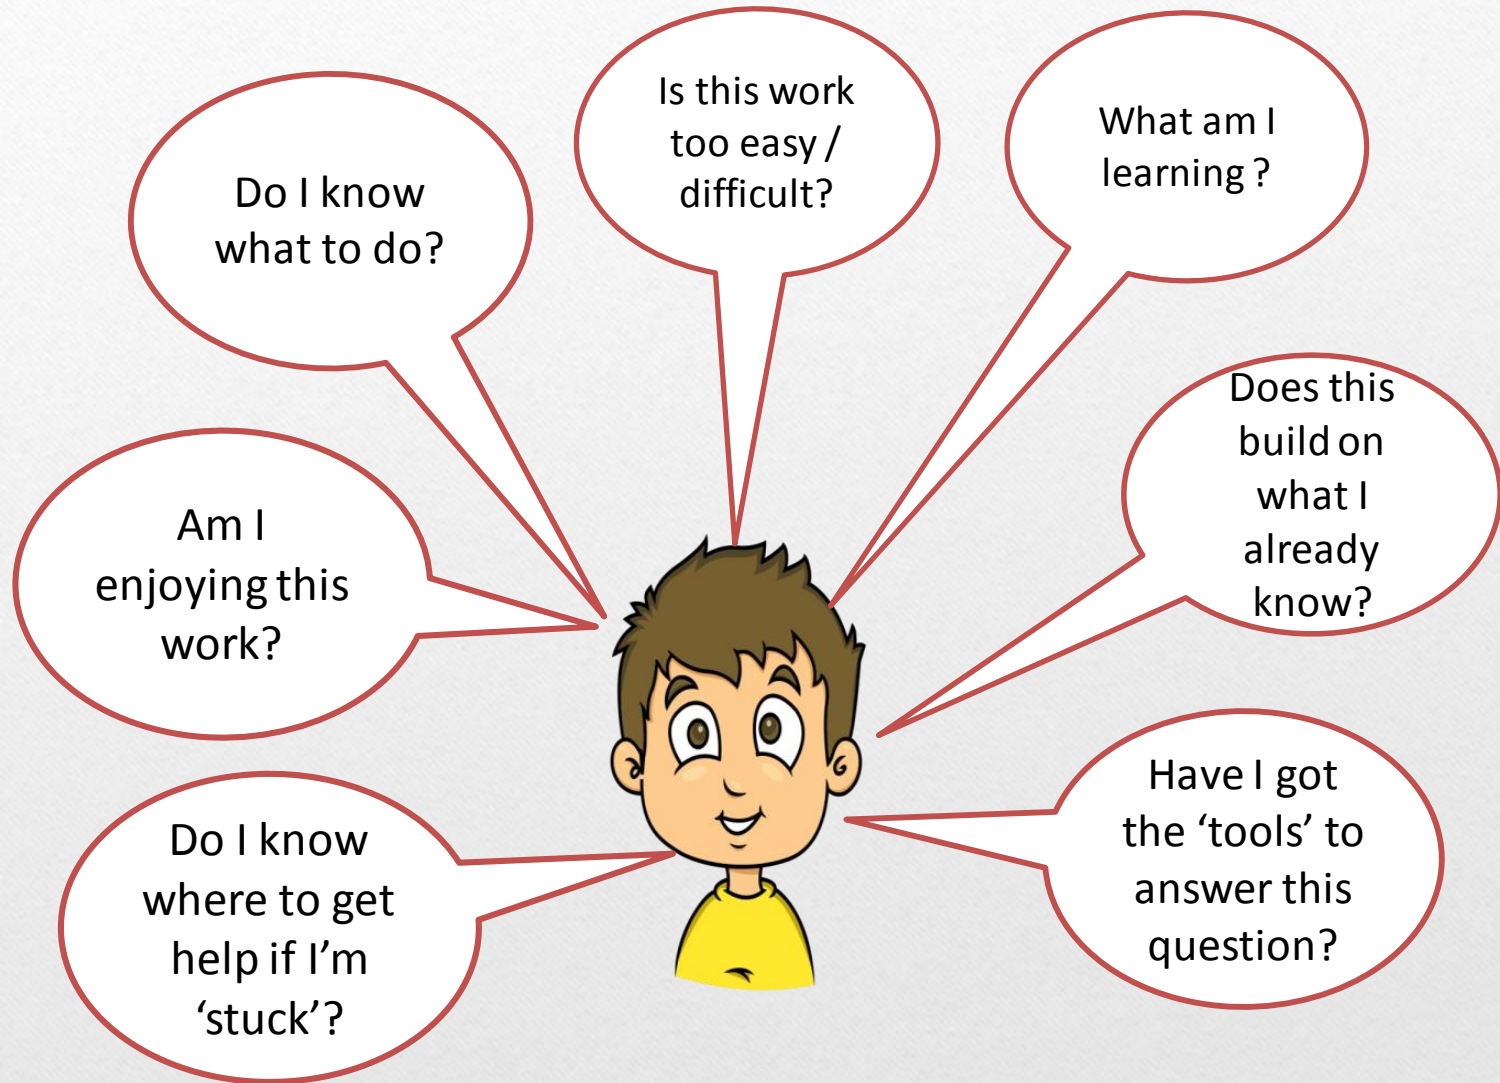 Is this work
too easy /
difficult?
What am I
learning ?
Do I know
what to do?
Does this
build on
what I
already
know?
Am I
enjoying this
work?
Have I got
the ‘tools’ to
answer this
question?
Do I know
where to get
help if I’m
‘stuck’?